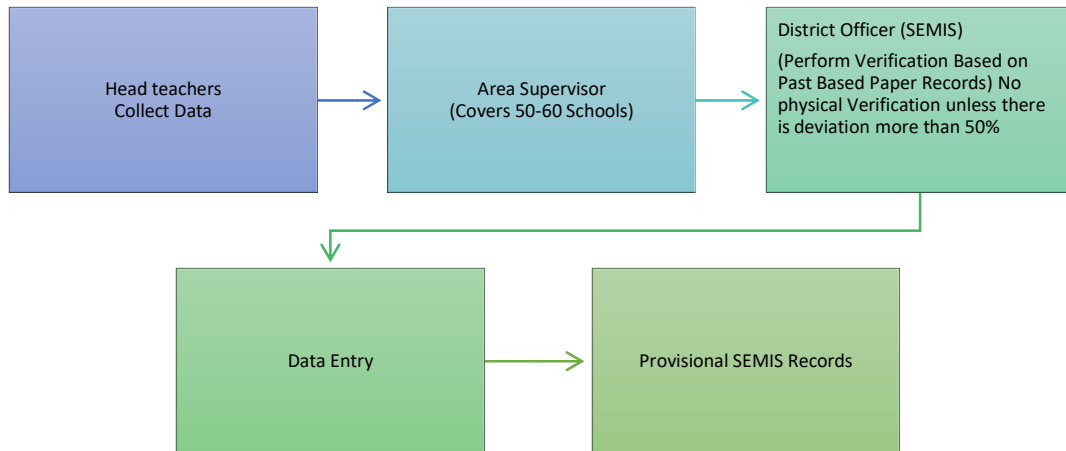 Head teachers
Collect Data
Area Supervisor
(Covers 50-60 Schools)
District Officer (SEMIS)
(Perform Verification Based on
Past Based Paper Records) No
physical Verification unless there
is deviation more than 50%
Data Entry
Provisional SEMIS Records